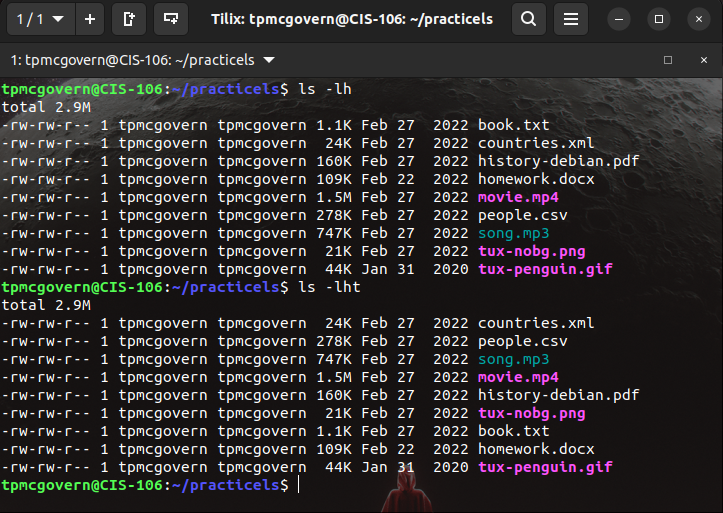 1 / 1
Tilix: tpmcgovern@CIS-106: ~/practicels
1: tpmcgovern@CIS-106:~/practicels
tpmcgovern@CIS-106:~/practicels$ ls -lh
total 2.9M
-rw-rw-r-- 1 tpmcgovern tpmcgovern 1.1K Feb 27  2022 book.txt
-rw-rw-r-- 1 tpmcgovern tpmcgovern  24K Feb 27  2022 countries.xml
-rw-rw-r-- 1 tpmcgovern tpmcgovern 160K Feb 27  2022 history-debian.pdf
-rw-rw-r-- 1 tpmcgovern tpmcgovern 109K Feb 22  2022 homework.docx
-rw-rw-r-- 1 tpmcgovern tpmcgovern 1.5M Feb 27  2022 movie.mp4
-rw-rw-r-- 1 tpmcgovern tpmcgovern 278K Feb 27  2022 people.csv
-rw-rw-r-- 1 tpmcgovern tpmcgovern 747K Feb 27  2022 song.mp3
-rw-rw-r-- 1 tpmcgovern tpmcgovern  21K Feb 27  2022 tux-nobg.png
-rw-rw-r-- 1 tpmcgovern tpmcgovern  44K Jan 31  2020 tux-penguin.gif
tpmcgovern@CIS-106:~/practicels$ ls -lht
total 2.9M
-rw-rw-r-- 1 tpmcgovern tpmcgovern  24K Feb 27  2022 countries.xml
-rw-rw-r-- 1 tpmcgovern tpmcgovern 278K Feb 27  2022 people.csv
-rw-rw-r-- 1 tpmcgovern tpmcgovern 747K Feb 27  2022 song.mp3
-rw-rw-r-- 1 tpmcgovern tpmcgovern 1.5M Feb 27  2022 movie.mp4
-rw-rw-r-- 1 tpmcgovern tpmcgovern 160K Feb 27  2022 history-debian.pdf
-rw-rw-r-- 1 tpmcgovern tpmcgovern  21K Feb 27  2022 tux-nobg.png
-rw-rw-r-- 1 tpmcgovern tpmcgovern 1.1K Feb 27  2022 book.txt
-rw-rw-r-- 1 tpmcgovern tpmcgovern 109K Feb 22  2022 homework.docx
-rw-rw-r-- 1 tpmcgovern tpmcgovern  44K Jan 31  2020 tux-penguin.gif
tpmcgovern@CIS-106:~/practicels$